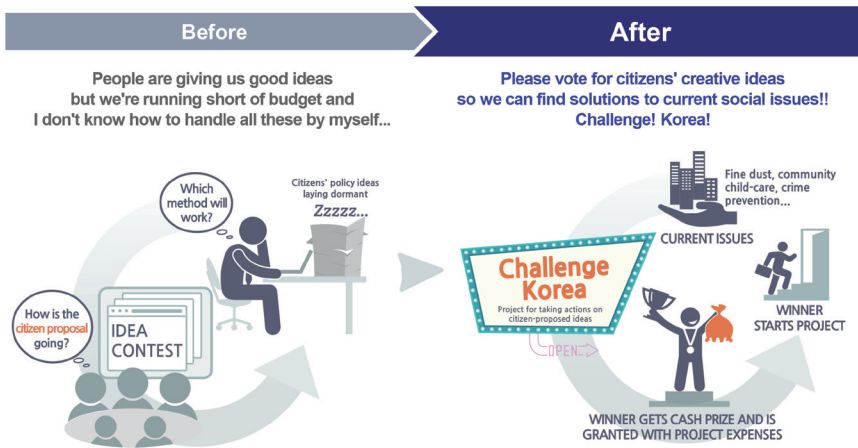 Before
After
People are giving us good ideas
but we're running short of budget and
I don't know how to handle all these by myself...
Please vote for citizens' creative ideas
so we can find solutions to current social issues!!
Challenge! Korea!
Which
method will
work?
Citizens' policy ideas
laying dormant
Zzzzz...
How is the
citizen proposal
going?
IDEA
CONTEST
Fine dust, community
child-care, crime
prevention...
CURRENT ISSUES
Challenge
Korea
Project for taking actions on
citizen-proposed ideas
OPEN
WINNER
STARTS PROJECT
WINNER GETS CASH PRIZE AND IS
GRANTED WITH PROJECT EXPENSES